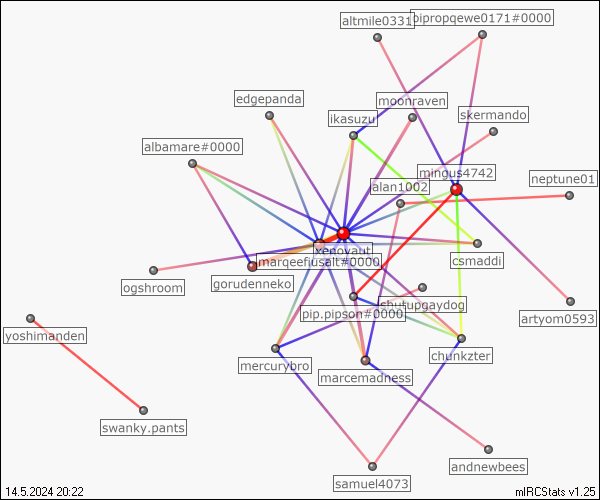 altmile0331
pipropqewe0171#0000
edgepanda
moonraven
ikasuzu
skermando
albamare#0000
mingus4742
neptune01
alan1002
xenovaut
marqeefusalt#0000
csmaddi
ogshroom
gorudenneko
shutupgaydog
pip.pipson#0000
artyom0593
yoshimanden
chunkzter
mercurybro
marcemadness
swanky.pants
andnewbees
samuel4073
14.5.2024 20:22
mIRCStats v1.25